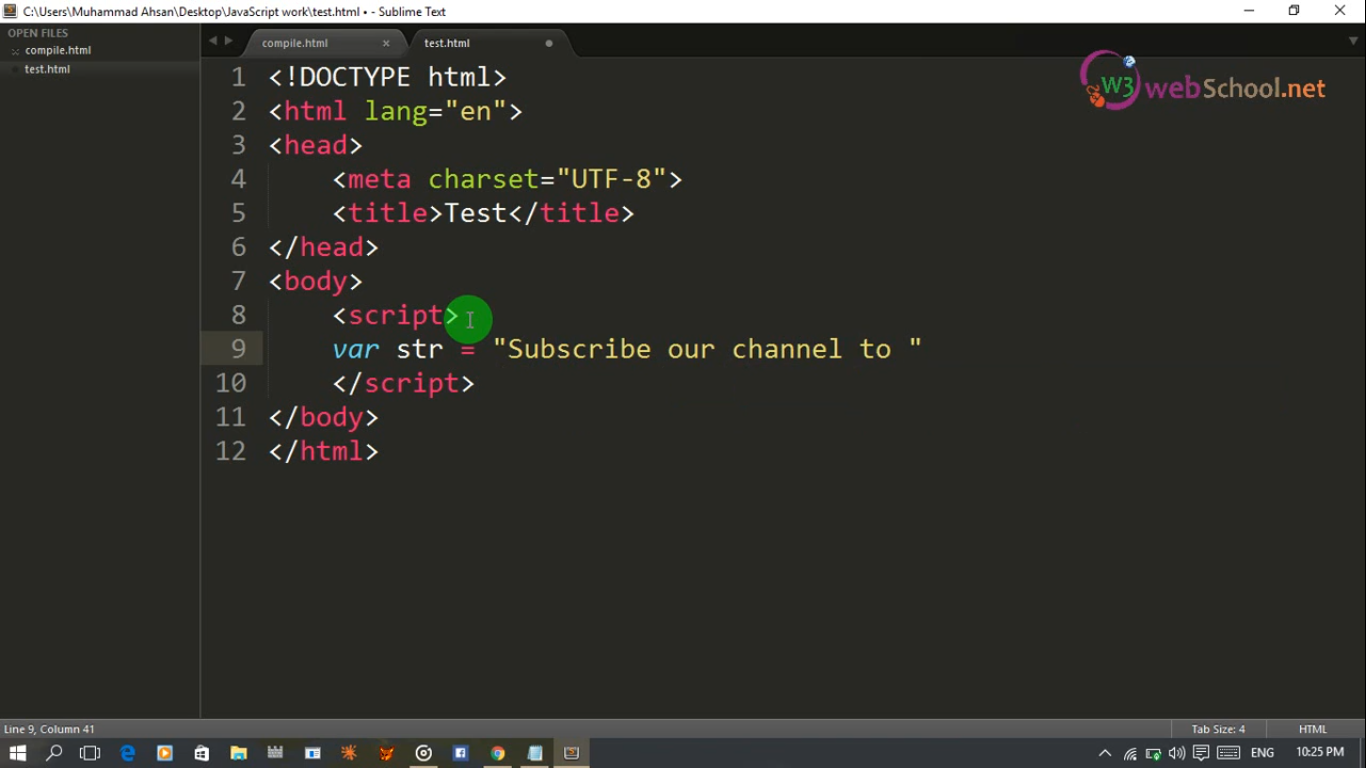 C:\Users\Muhammad Ahsan\Desktop\JavaScript work\test.html • - Sublime Text
OPEN FILES
compile.html
test.html
compile.html
test.html
W3 webSchool.net
1 <!DOCTYPE html>
2 <html lang="en">
3 <head>
4 <meta charset="UTF-8">
5 <title>Test</title>
6 </head>
7 <body>
8 <script>
9 var str = "Subscribe our channel to "
10 </script>
11 </body>
12 </html>
Line 9, Column 41
Tab Size: 4
HTML
ENG
10:25 PM